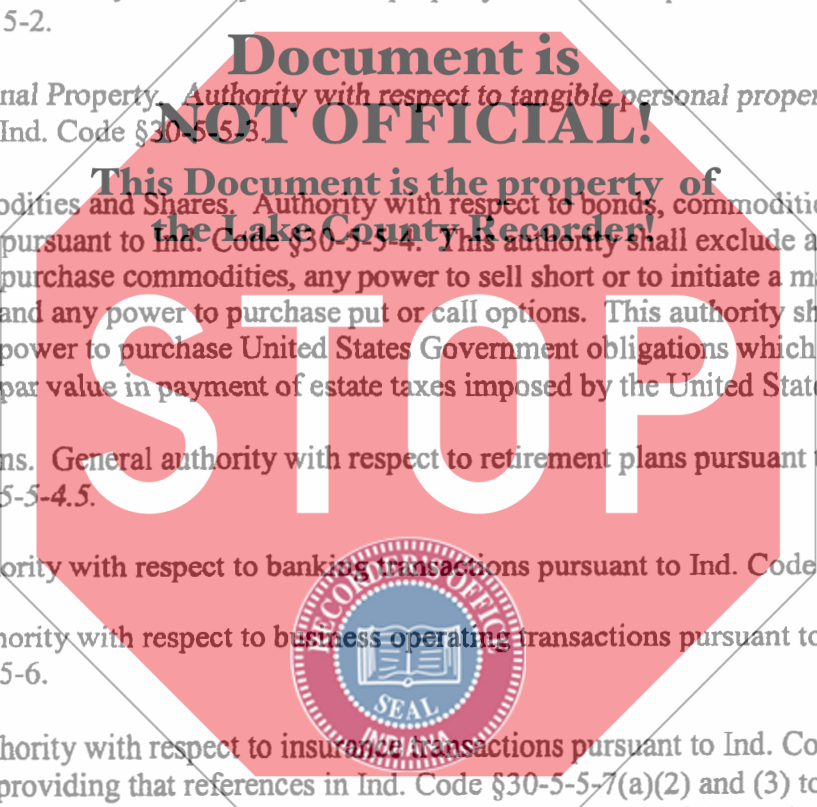 5-2.
Document is
nal Property. Authority with respect to tangible personal proper
NOT OFFICIAL!
Ind. Code §30-5-5-3.
This Document is the property of
odities and Shares. Authority with respect to bonds, commoditie
the Lake County Recorder!
pursuant to Ind. Code §30-5-5-4. This authority shall exclude a
purchase commodities, any power to sell short or to initiate a m
and any power to purchase put or call options. This authority sh
power to purchase United States Government obligations which
par value in payment of estate taxes imposed by the United State
STOP
ns. General authority with respect to retirement plans pursuant t
5-5-4.5.
ority with respect to banking transactions pursuant to Ind. Code
hority with respect to business operating transactions pursuant to
5-6.
RECORDER'S OFFICE
SEAL
INDIANA
hority with respect to insurance transactions pursuant to Ind. Co
providing that references in Ind. Code §30-5-5-7(a)(2) and (3) to